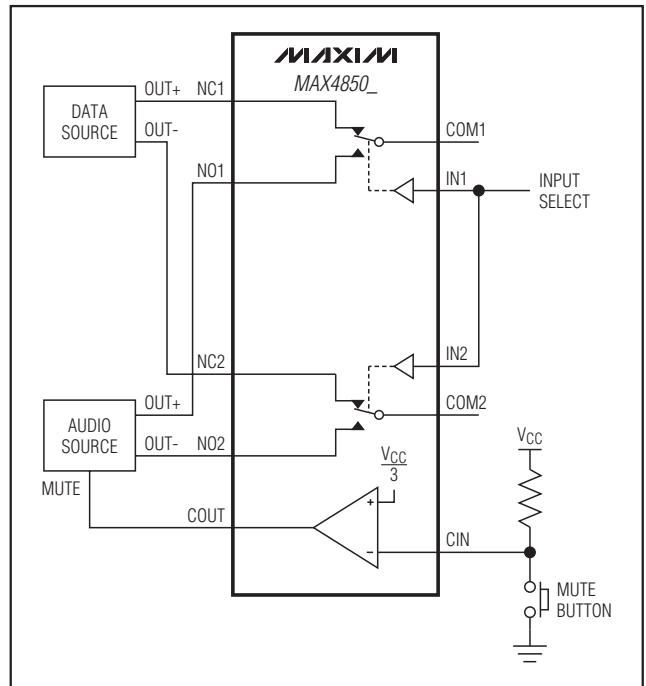 MAXIM
MAX4850_
DATA
SOURCE
OUT+
NC1
OUT-
NO1
COM1
IN1
INPUT
SELECT
NC2
IN2
COM2
AUDIO
SOURCE
OUT+
OUT-
NO2
MUTE
COUT
VCC
3
+
-
CIN
VCC
MUTE
BUTTON